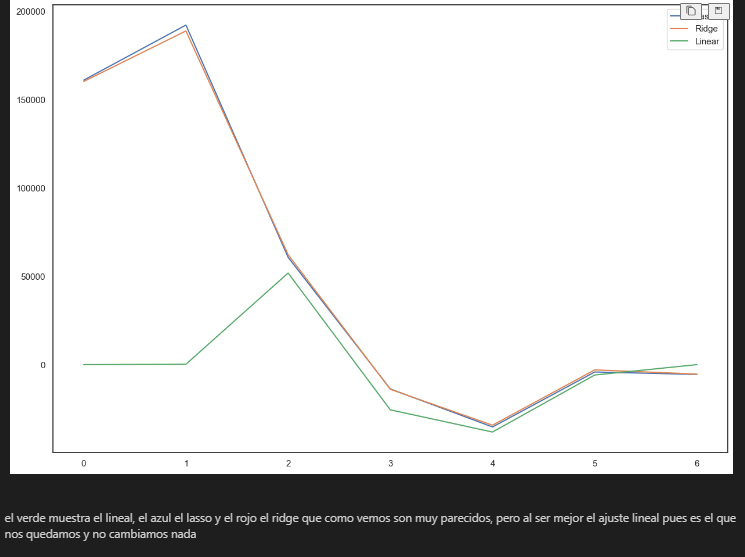 200000
Ridge
Linear
150000
100000
50000
0
0 1 2 3 4 5 6
el verde muestra el lineal, el azul el lasso y el rojo el ridge que como vemos son muy parecidos, pero al ser mejor el ajuste lineal pues es el que
nos quedamos y no cambiamos nada